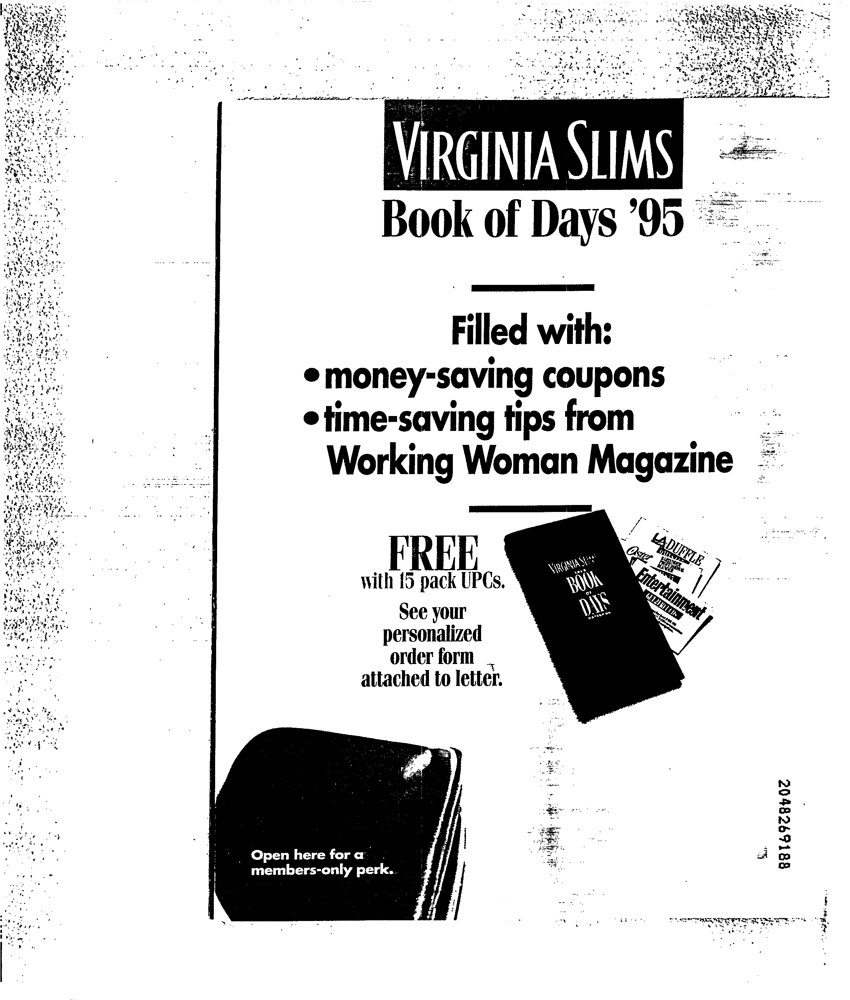 VIRGINIA SLIMS
Book of Days '95
Filled with:
• money-saving coupons
• time-saving tips from
Working Woman Magazine
FREE
with 15 pack UPCs.
See your
personalized
order form
attached to letter.
VIRGINIA SLIMS
BOOK
OF
DAYS
LA DUFFLE
Oster
Entertainment
Open here for a
members-only perk.
2048269188